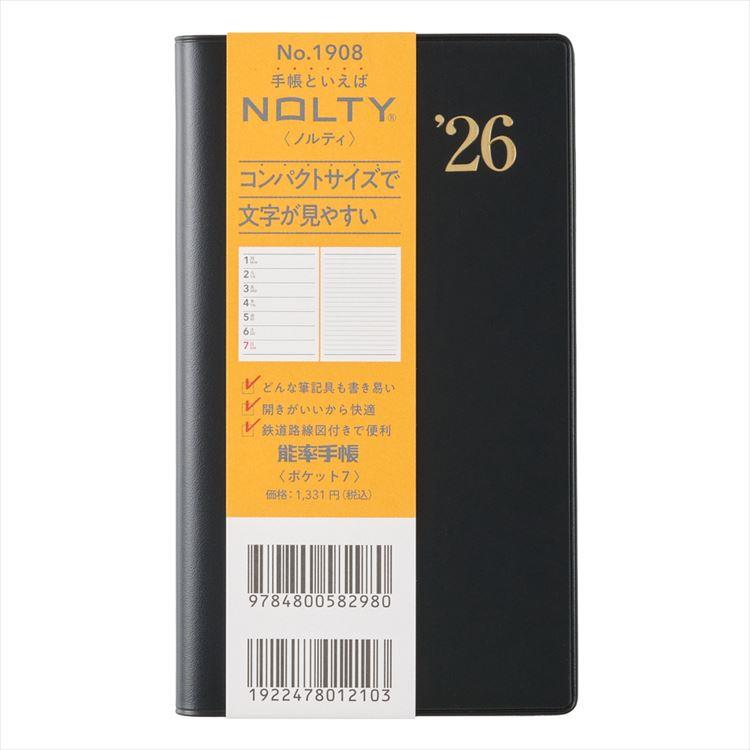 No.1908
手帳といえば
NOLTY®
〈ノルティ〉
コンパクトサイズで
文字が見やすい
1
2
3
4
5
6
7
どんな筆記具も書き易い
開きがいいから快適
鉄道路線図付きで便利
能率手帳
〈ポケット7〉
価格：1,331円（税込）
9784800582980
1922478012103
’26